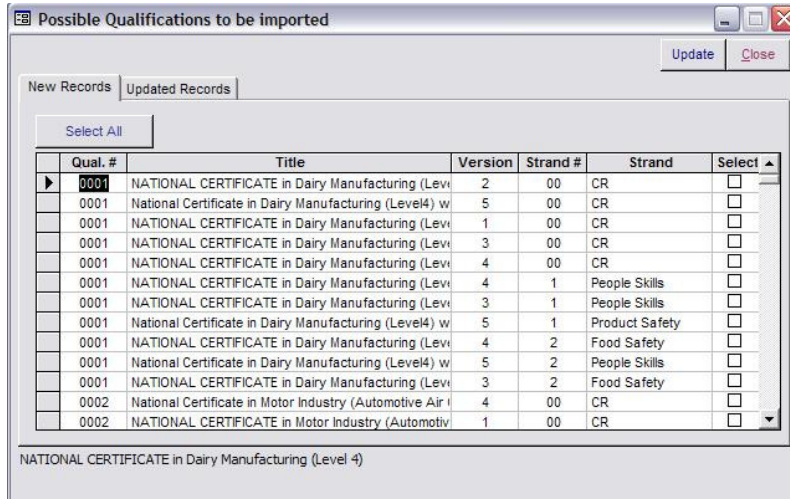 Possible Qualifications to be imported
Update Close
New Records Updated Records
Select All
Qual. # Title Version Strand # Strand Select
0001 NATIONAL CERTIFICATE in Dairy Manufacturing (Leve 2 00 CR
0001 National Certificate in Dairy Manufacturing (Level4) w 5 00 CR
0001 NATIONAL CERTIFICATE in Dairy Manufacturing (Leve 1 00 CR
0001 NATIONAL CERTIFICATE in Dairy Manufacturing (Leve 3 00 CR
0001 NATIONAL CERTIFICATE in Dairy Manufacturing (Leve 4 00 CR
0001 NATIONAL CERTIFICATE in Dairy Manufacturing (Leve 4 1 People Skills
0001 NATIONAL CERTIFICATE in Dairy Manufacturing (Leve 3 1 People Skills
0001 National Certificate in Dairy Manufacturing (Level4) w 5 1 Product Safety
0001 NATIONAL CERTIFICATE in Dairy Manufacturing (Leve 4 2 Food Safety
0001 National Certificate in Dairy Manufacturing (Level4) w 5 2 People Skills
0001 NATIONAL CERTIFICATE in Dairy Manufacturing (Leve 3 2 Food Safety
0002 National Certificate in Motor Industry (Automotive Air 4 00 CR
0002 NATIONAL CERTIFICATE in Motor Industry (Automotiv 1 00 CR
NATIONAL CERTIFICATE in Dairy Manufacturing (Level 4)